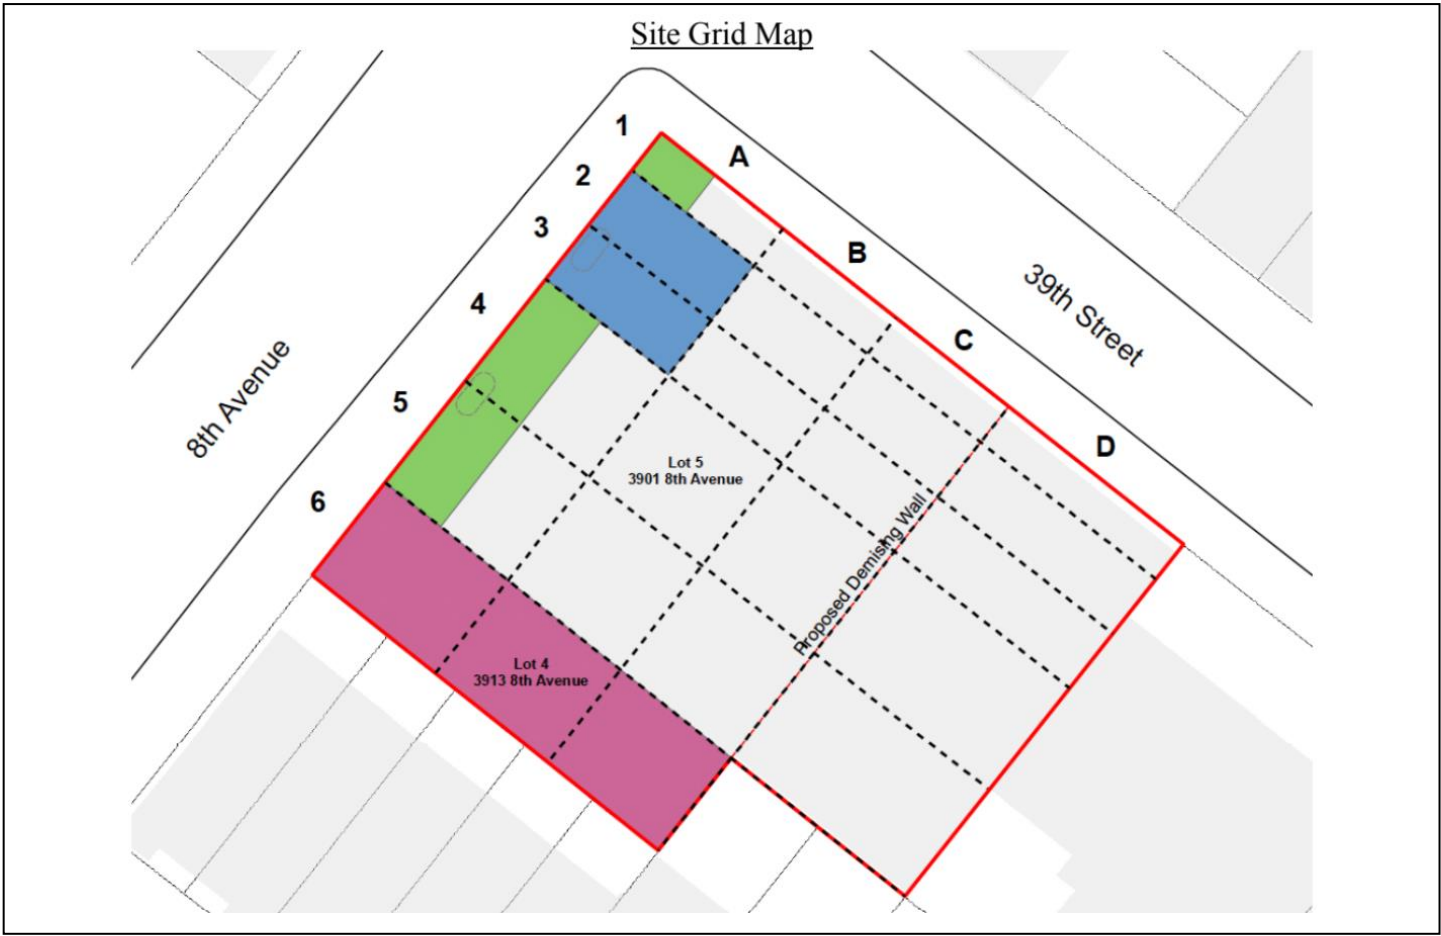 Site Grid Map
1
A
2
3
B
4
C
39th Street
5
D
8th Avenue
6
Lot 5
3901 8th Avenue
Proposed Demising Wall
Lot 4
3913 8th Avenue